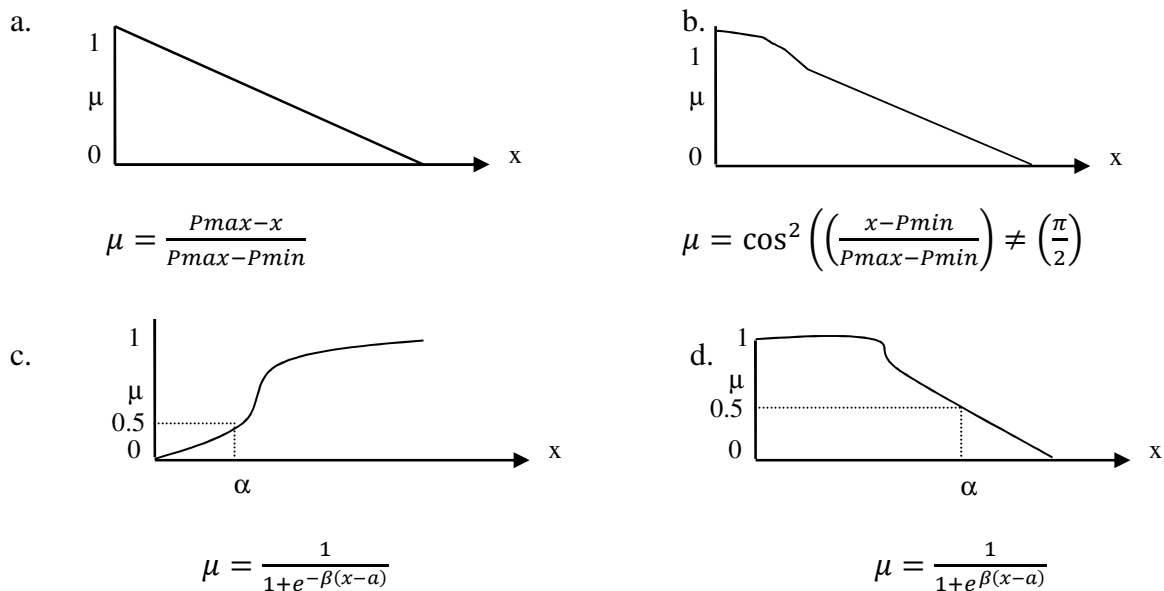 a.
1
μ
0
x
μ = (Pmax−x)/(Pmax−Pmin)
b.
1
μ
0
x
μ = cos² (((x−Pmin)/(Pmax−Pmin)) ≠ (π/2)
c.
1
μ
0.5
0
α
x
μ = 1/(1+e^−β(x−a))
d.
1
μ
0.5
0
α
x
μ = 1/(1+e^β(x−a))